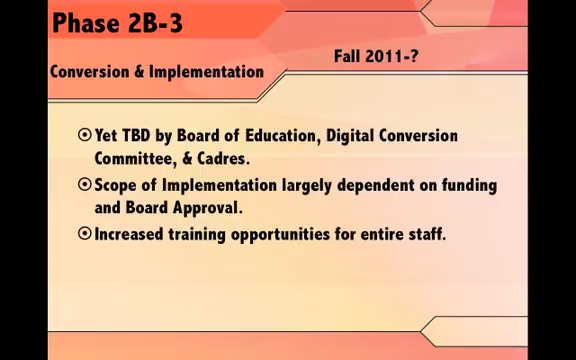 Phase 2B-3
Fall 2011-?
Conversion & Implementation
Yet TBD by Board of Education, Digital Conversion
Committee, & Cadres.
Scope of Implementation largely dependent on funding
and Board Approval.
Increased training opportunities for entire staff.